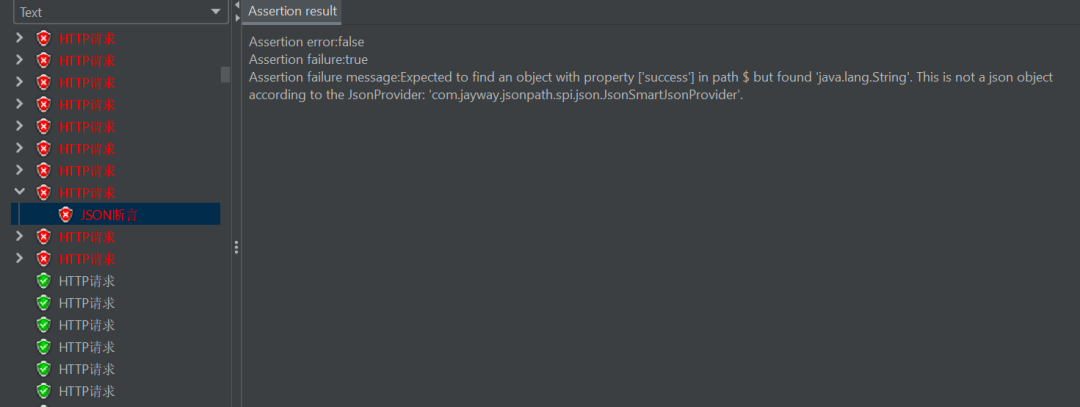 Text
Assertion result
HTTP请求
HTTP请求
HTTP请求
HTTP请求
HTTP请求
HTTP请求
HTTP请求
HTTP请求
JSON断言
HTTP请求
HTTP请求
HTTP请求
HTTP请求
HTTP请求
HTTP请求
HTTP请求
HTTP请求
Assertion error:false
Assertion failure:true
Assertion failure message:Expected to find an object with property ['success'] in path $ but found 'java.lang.String'. This is not a json object
according to the JsonProvider: 'com.jayway.jsonpath.spi.json.JsonSmartJsonProvider'.